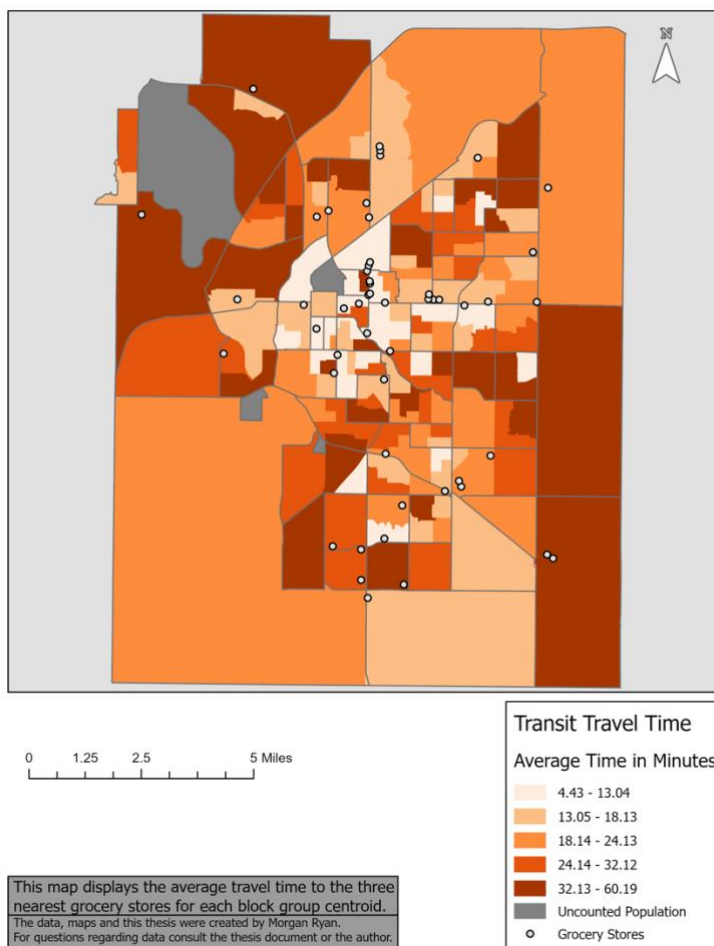 N
0 1.25 2.5 5 Miles
Transit Travel Time
Average Time in Minutes
4.43 - 13.04
13.05 - 18.13
18.14 - 24.13
24.14 - 32.12
32.13 - 60.19
Uncounted Population
Grocery Stores
This map displays the average travel time to the three
nearest grocery stores for each block group centroid.
The data, maps and this thesis were created by Morgan Ryan.
For questions regarding data consult the thesis document or the author.